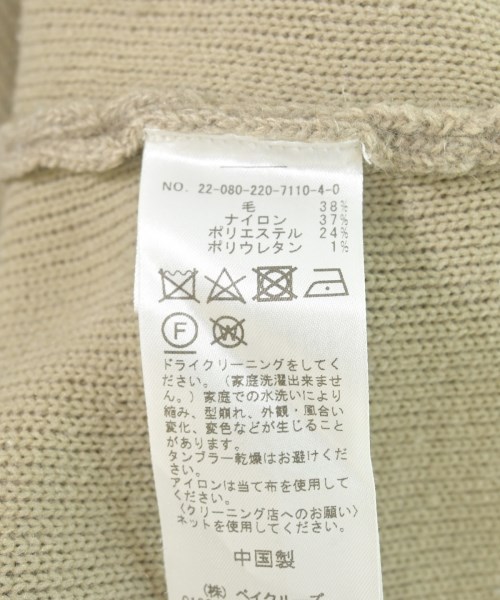 NO. 22-080-220-7110-4-0
毛 38%
ナイロン 37%
ポリエステル 24%
ポリウレタン 1%
F W
ドライクリーニングをしてく
ださい。（家庭洗濯出来ませ
ん。）家庭での水洗いにより
縮み、型崩れ、外観・風合い
変化、変色などが生じること
があります。
タンブラー乾燥はお避けくださ
い。
アイロンは当て布を使用して
ください。
〈クリーニング店へのお願い〉
ネットを使用してください。
中国製
（株）ベイクルーズ